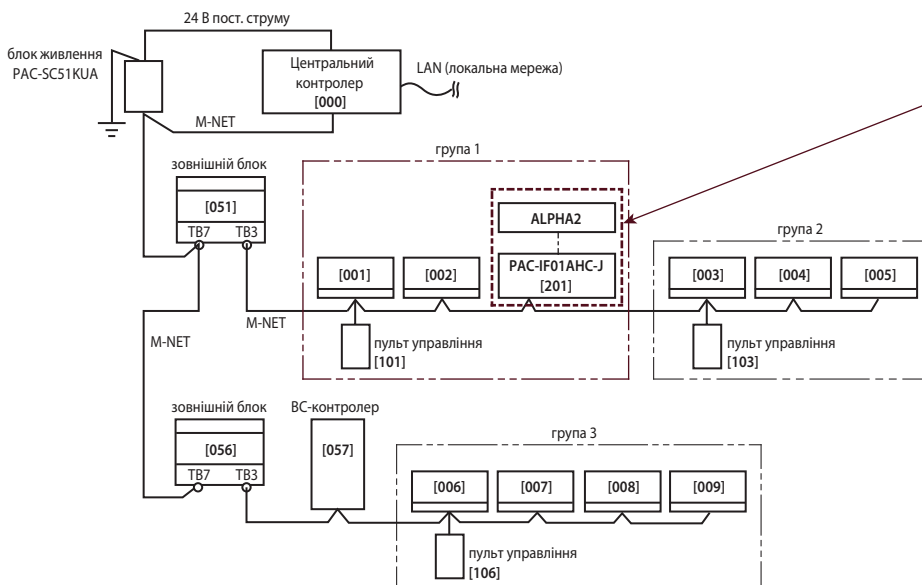 24 В пост. струму
блок живлення
PAC-SC51KUA
Центральний
контролер
[000]
LAN (локальна мережа)
M-NET
група 1
зовнішній блок
[051]
TB7 TB3
ALPHA2
PAC-IF01AHC-J
[201]
група 2
[001] [002]
[003] [004] [005]
M-NET
M-NET
пульт управління
[101]
пульт управління
[103]
зовнішній блок
[056]
TB7 TB3
BC-контролер
[057]
група 3
[006] [007] [008] [009]
пульт управління
[106]